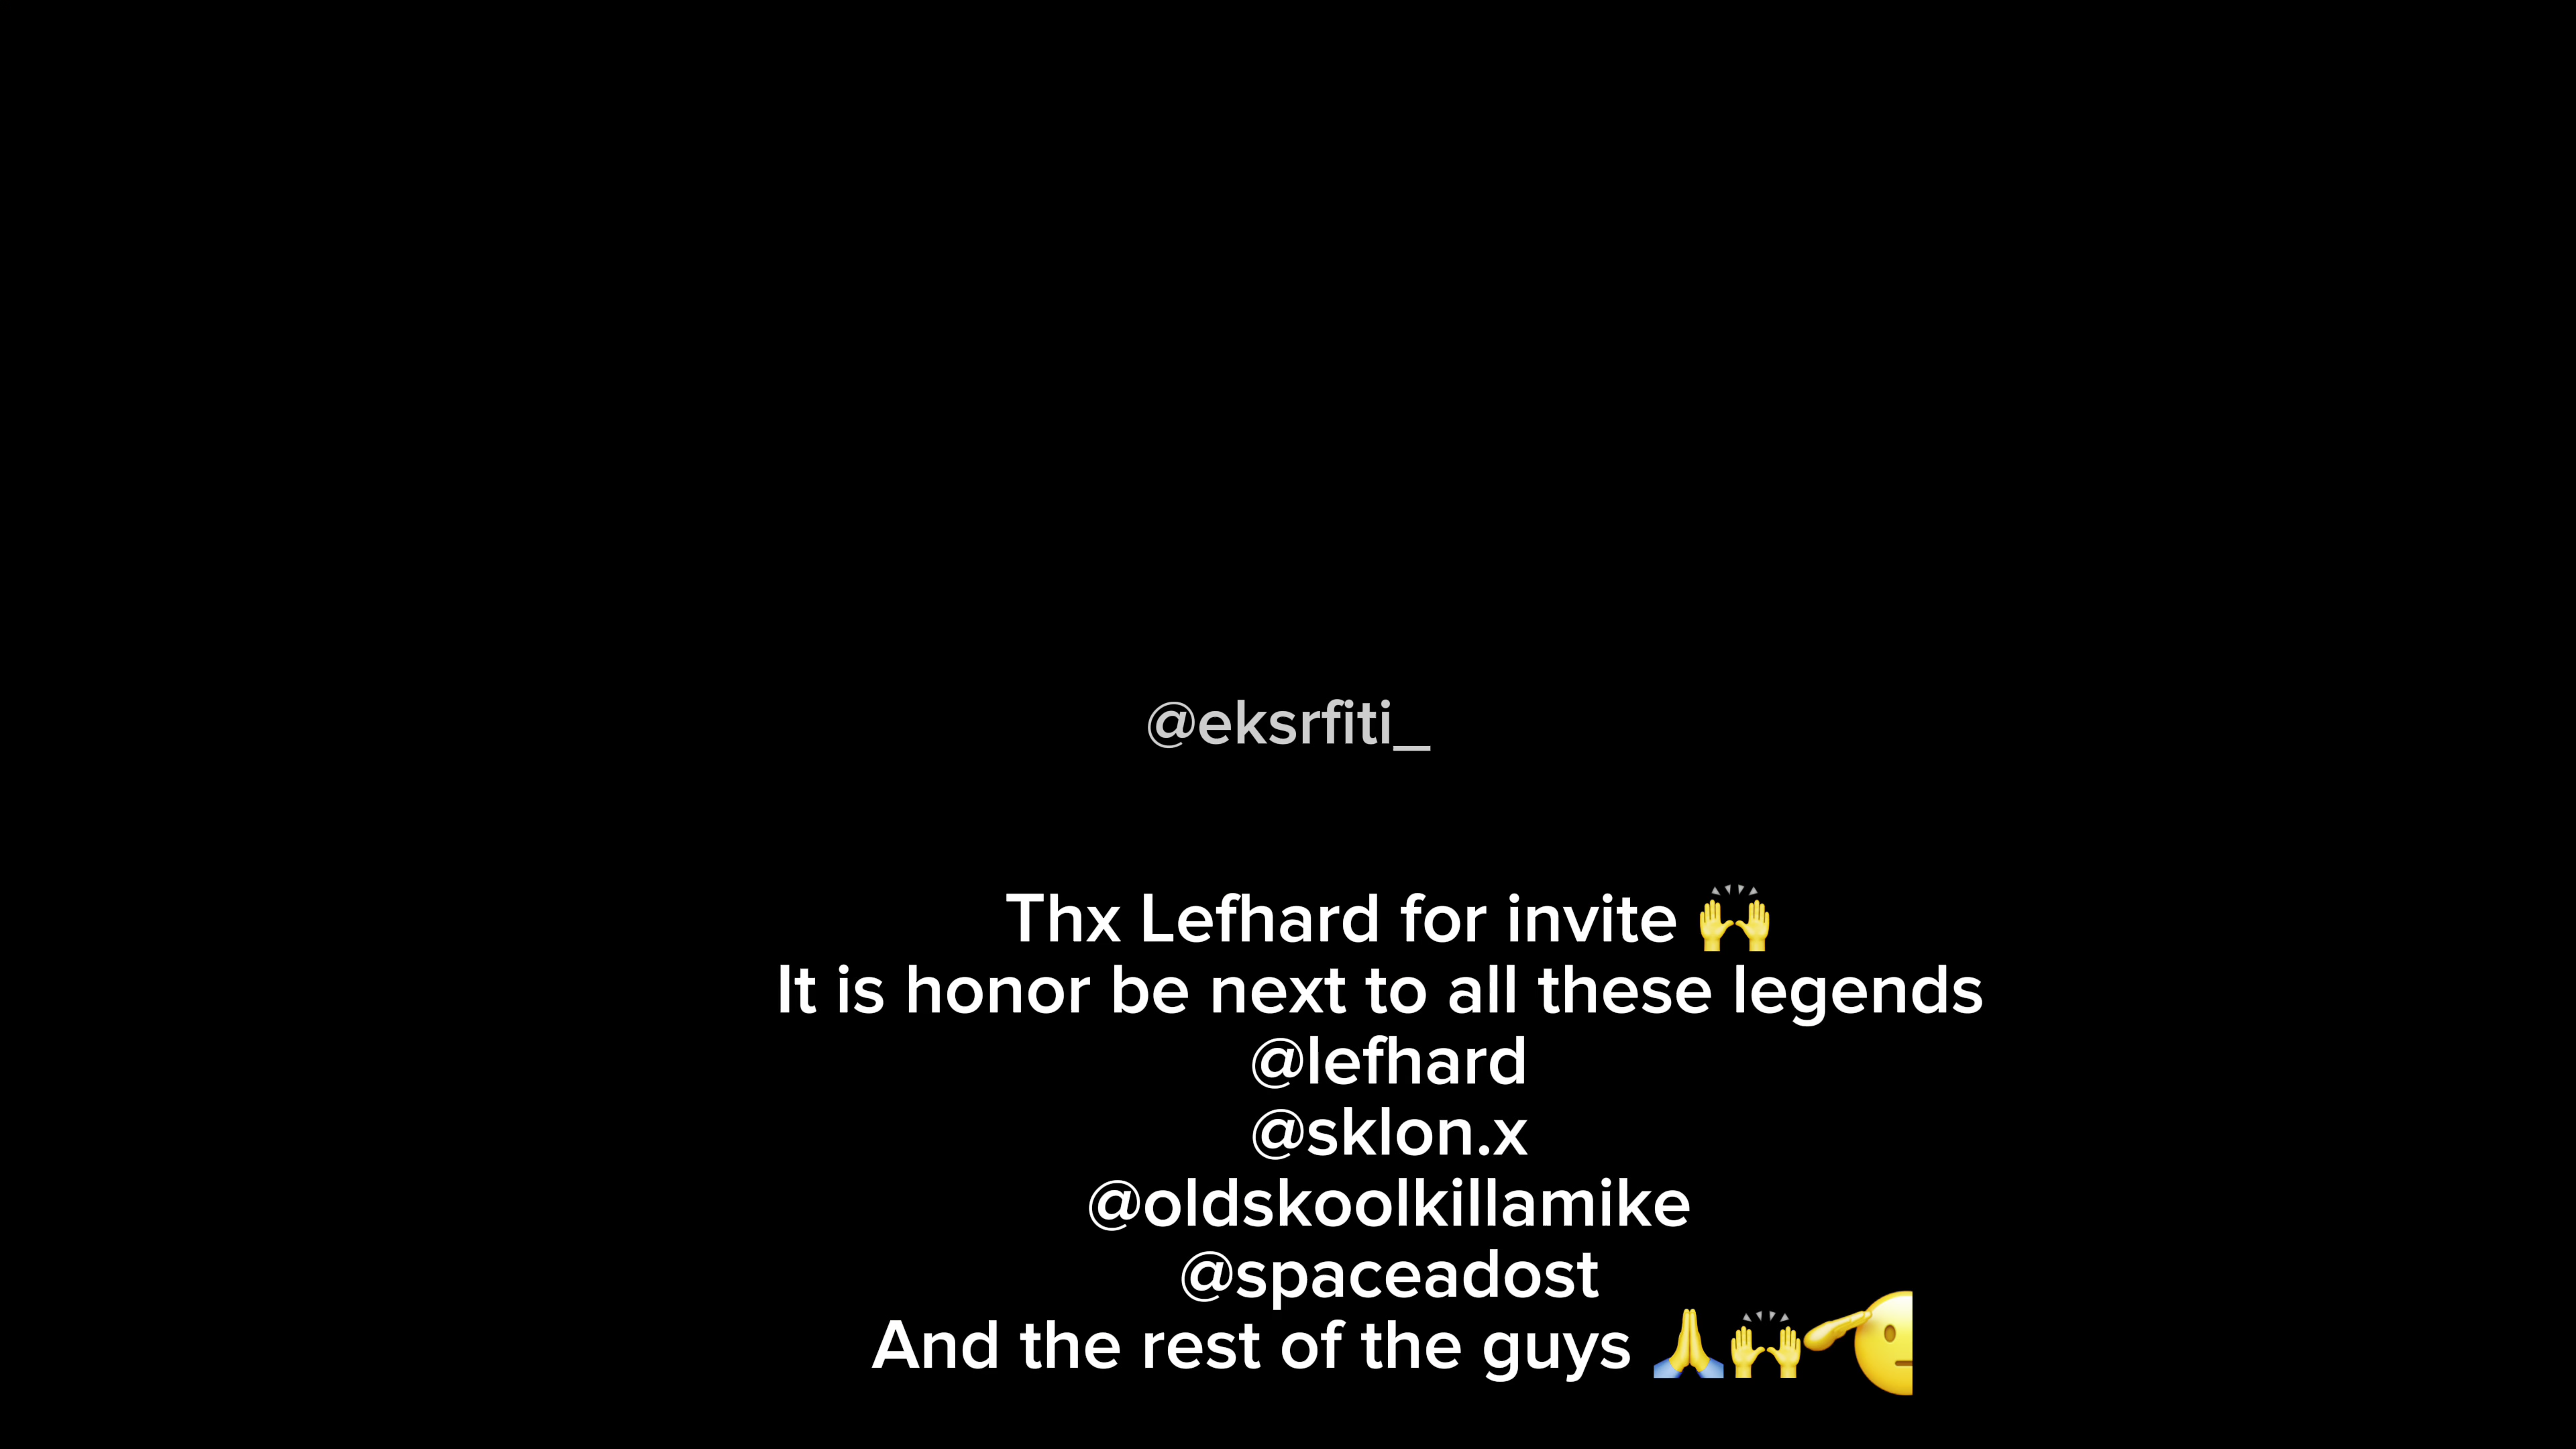 @eksrfiti_
Thx Lefhard for invite 🙌
It is honor be next to all these legends
@lefhard
@sklon.x
@oldskoolkillamike
@spaceadost
And the rest of the guys 🙏🙌🫡